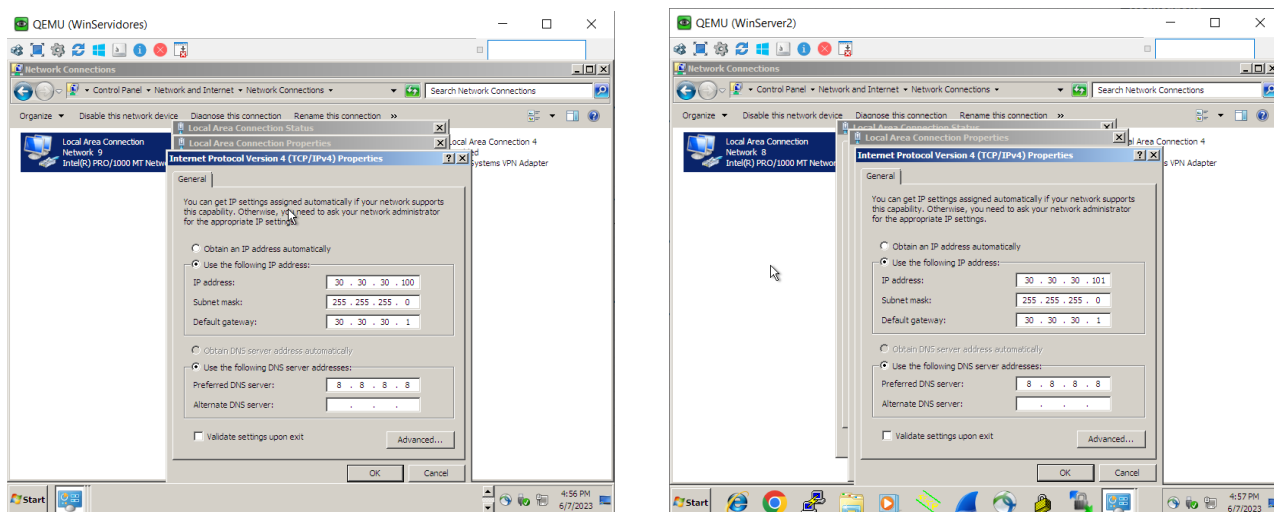 QEMU (WinServidores)
Network Connections
Control Panel Network and Internet Network Connections
Search Network Connections
Organize Disable this network device Diagnose this connection Rename this connection »
Local Area Connection
Network 9
Intel(R) PRO/1000 MT Netw
Local Area Connection 4
ed
Systems VPN Adapter
Local Area Connection Status
Local Area Connection Properties
Internet Protocol Version 4 (TCP/IPv4) Properties
General
You can get IP settings assigned automatically if your network supports
this capability. Otherwise, you need to ask your network administrator
for the appropriate IP settings.
Obtain an IP address automatically
Use the following IP address:
IP address: 30 . 30 . 30 . 100
Subnet mask: 255 . 255 . 255 . 0
Default gateway: 30 . 30 . 30 . 1
Obtain DNS server address automatically
Use the following DNS server addresses:
Preferred DNS server: 8 . 8 . 8 . 8
Alternate DNS server: . . .
Validate settings upon exit
Advanced...
OK Cancel
Start
4:56 PM
6/7/2023
QEMU (WinServer2)
Network Connections
Control Panel Network and Internet Network Connections
Search Network Connections
Organize Disable this network device Diagnose this connection Rename this connection »
Local Area Connection
Network 8
Intel(R) PRO/1000 MT Networ
al Area Connection 4
s VPN Adapter
Local Area Connection Status
Local Area Connection Properties
Internet Protocol Version 4 (TCP/IPv4) Properties
General
You can get IP settings assigned automatically if your network supports
this capability. Otherwise, you need to ask your network administrator
for the appropriate IP settings.
Obtain an IP address automatically
Use the following IP address:
IP address: 30 . 30 . 30 . 101
Subnet mask: 255 . 255 . 255 . 0
Default gateway: 30 . 30 . 30 . 1
Obtain DNS server address automatically
Use the following DNS server addresses:
Preferred DNS server: 8 . 8 . 8 . 8
Alternate DNS server: . . .
Validate settings upon exit
Advanced...
OK Cancel
Start
4:57 PM
6/7/2023